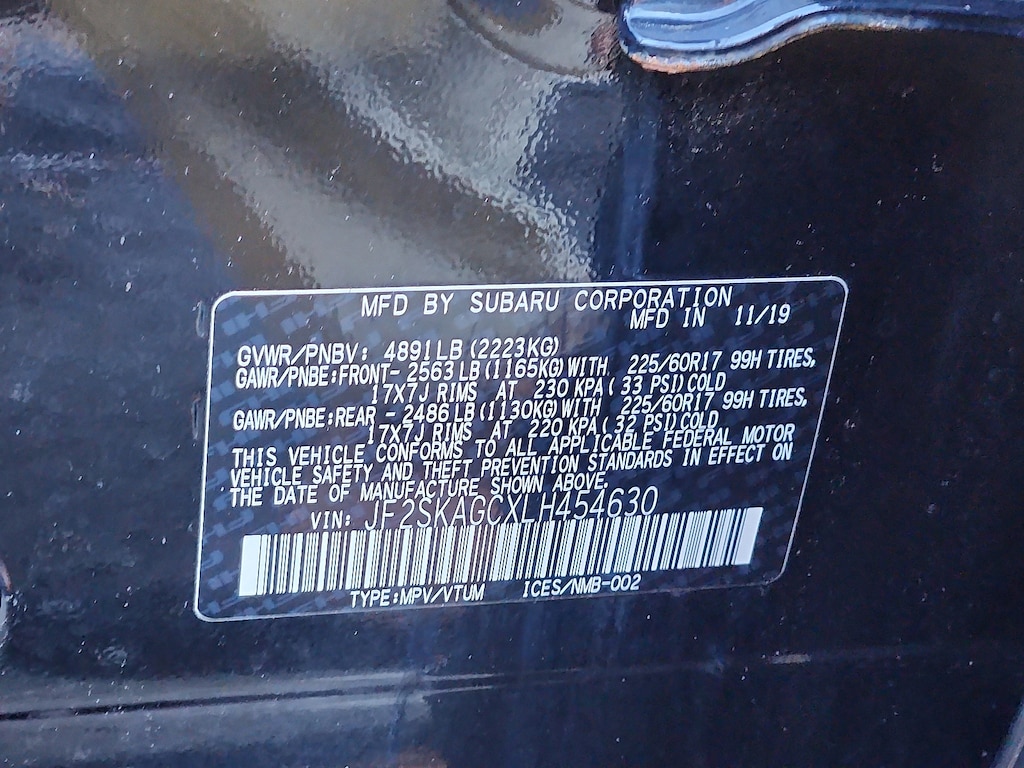 MFD BY SUBARU CORPORATION
MFD IN 11/19
GVWR/PNBV: 4891LB (2223KG)
GAWR/PNBE:FRONT- 2563LB(1165KG)WITH 225/60R17 99H TIRES,
17X7J RIMS AT 230 KPA( 33 PSI)COLD
GAWR/PNBE:REAR - 2486LB(1130KG)WITH 225/60R17 99H TIRES,
17X7J RIMS AT 220 KPA( 32 PSI)COLD
THIS VEHICLE CONFORMS TO ALL APPLICABLE FEDERAL MOTOR
VEHICLE SAFETY AND THEFT PREVENTION STANDARDS IN EFFECT ON
THE DATE OF MANUFACTURE SHOWN ABOVE.
VIN: JF2SKAGCXLH454630
TYPE:MPV/VTUM ICES/NMB-002